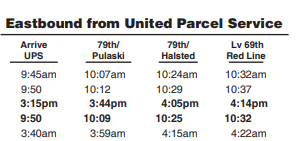 Eastbound from United Parcel Service
Arrive 79th/ 79th/ Lv 69th
UPS Pulaski Halsted Red Line
9:45am 10:07am 10:24am 10:32am
9:50 10:12 10:29 10:37
3:15pm 3:44pm 4:05pm 4:14pm
9:50 10:09 10:25 10:32
3:40am 3:59am 4:15am 4:22am